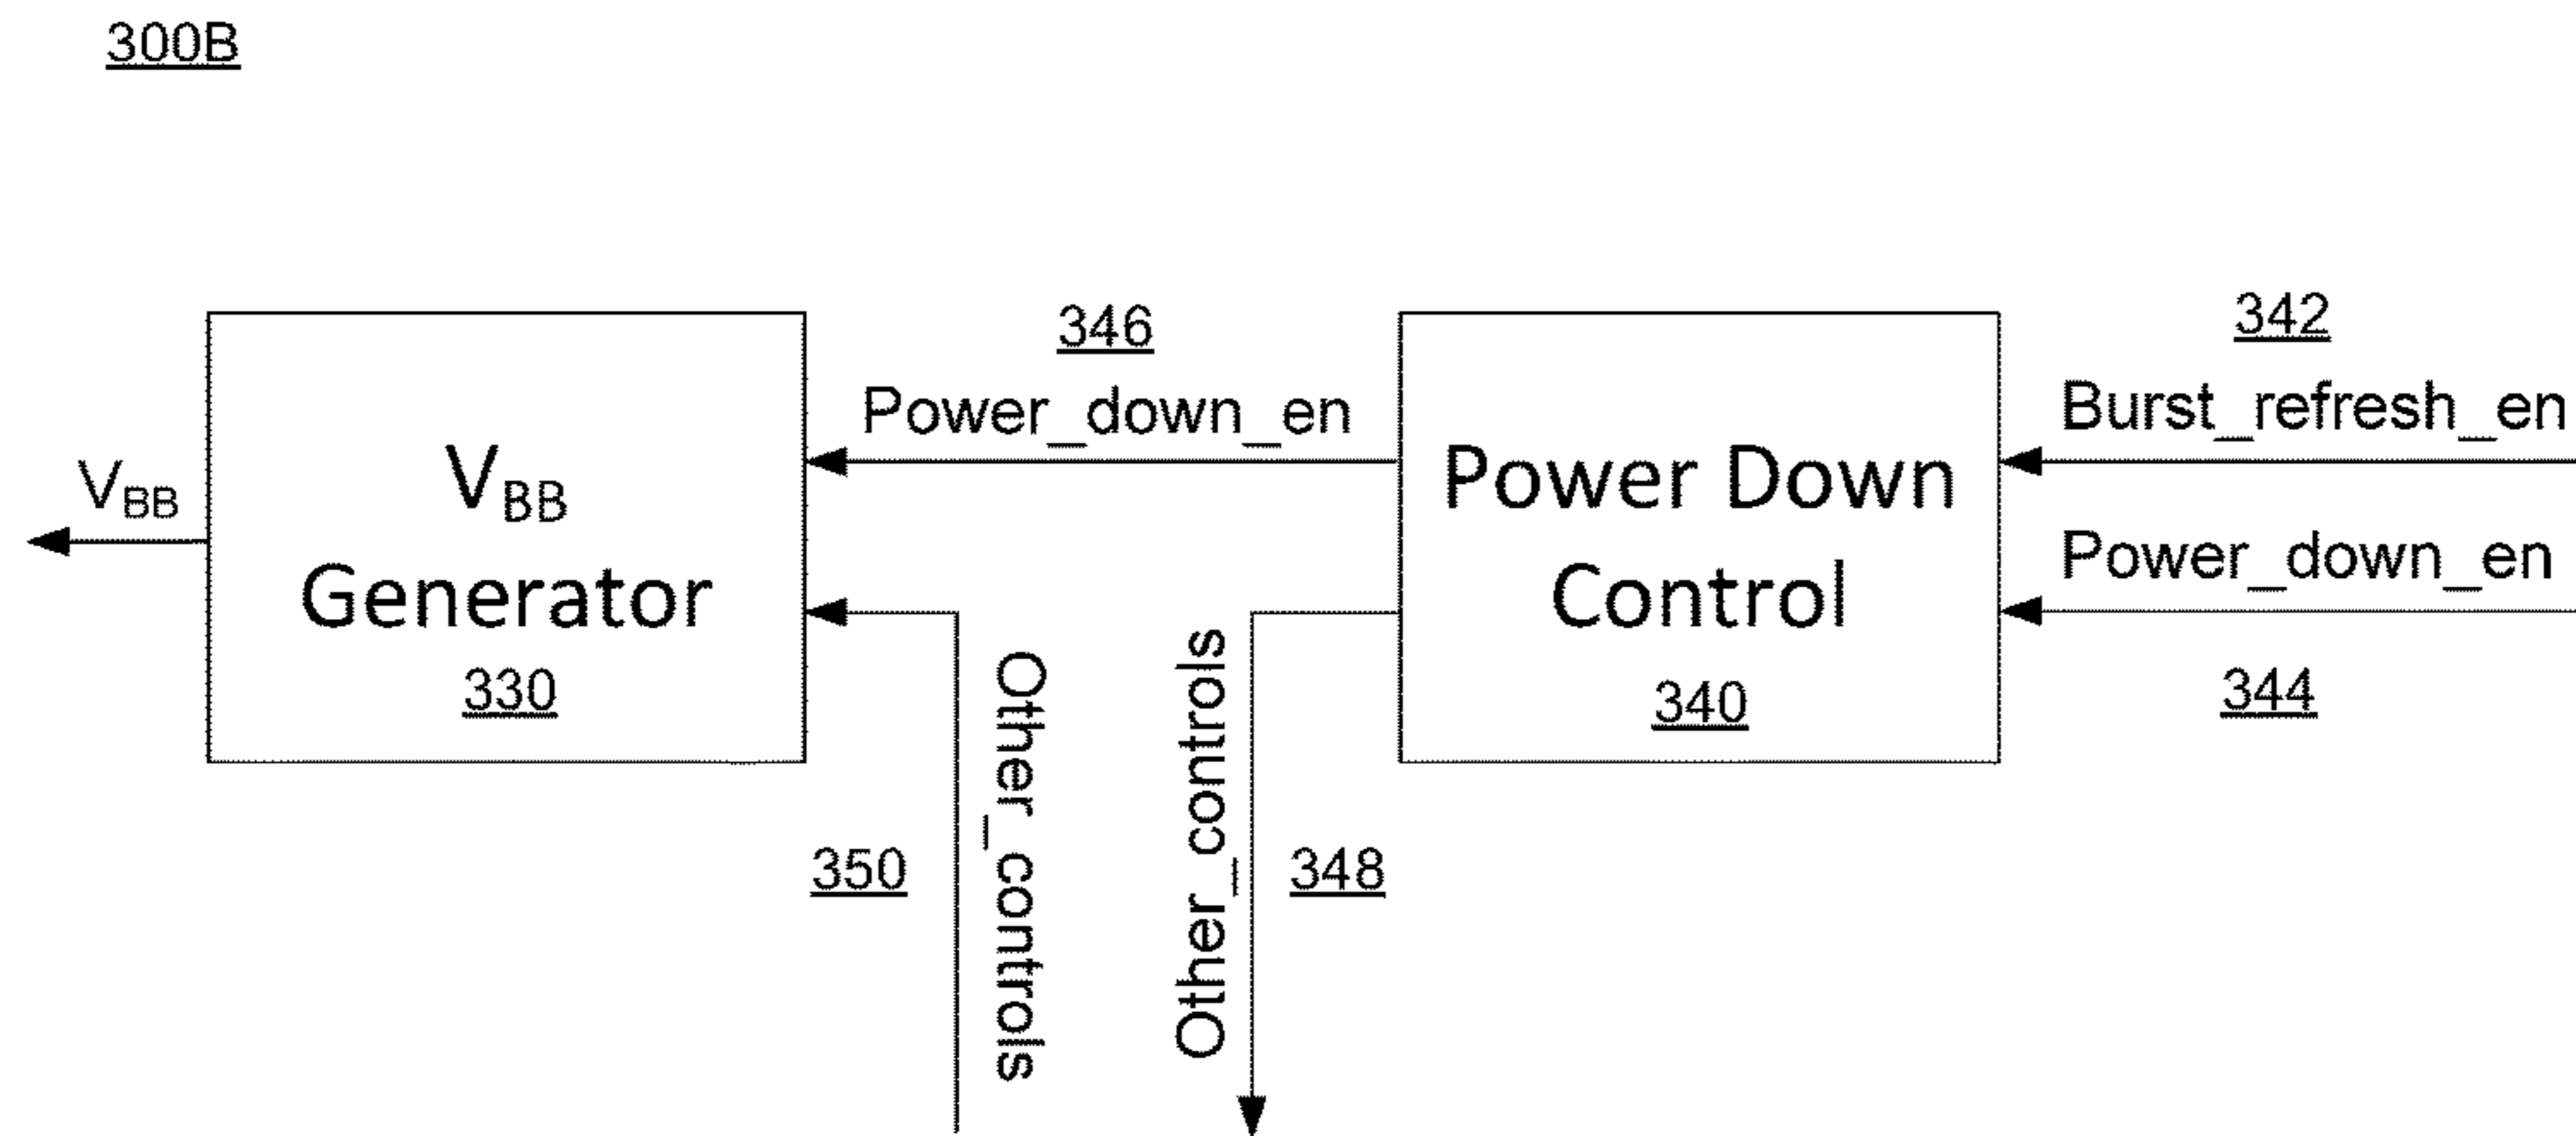 300B
346
342
Power_down_en
Burst_refresh_en
VBB
VBB
Generator
330
Power Down
Control
340
Power_down_en
344
Other_controls
350
Other_controls
348